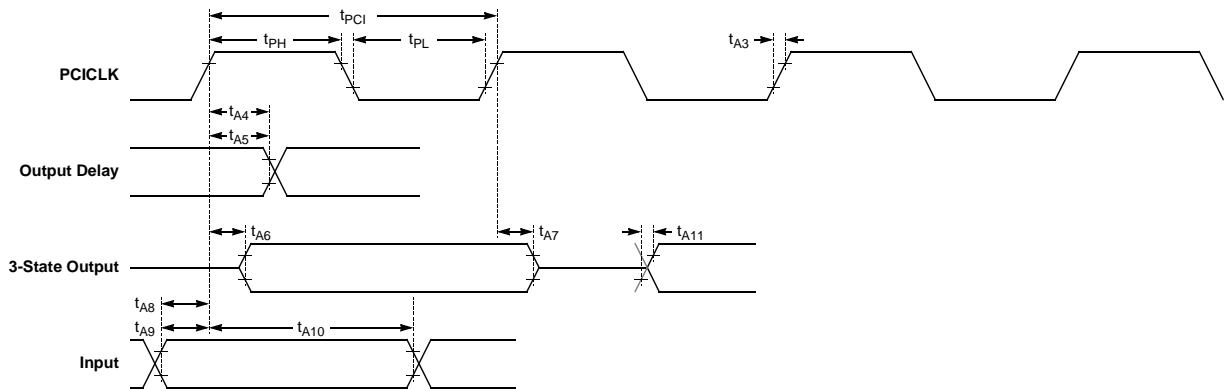 tPCI
tPH
tPL
tA3
PCICLK
tA4
tA5
Output Delay
tA6
tA7
tA11
3-State Output
tA8
tA9
tA10
Input